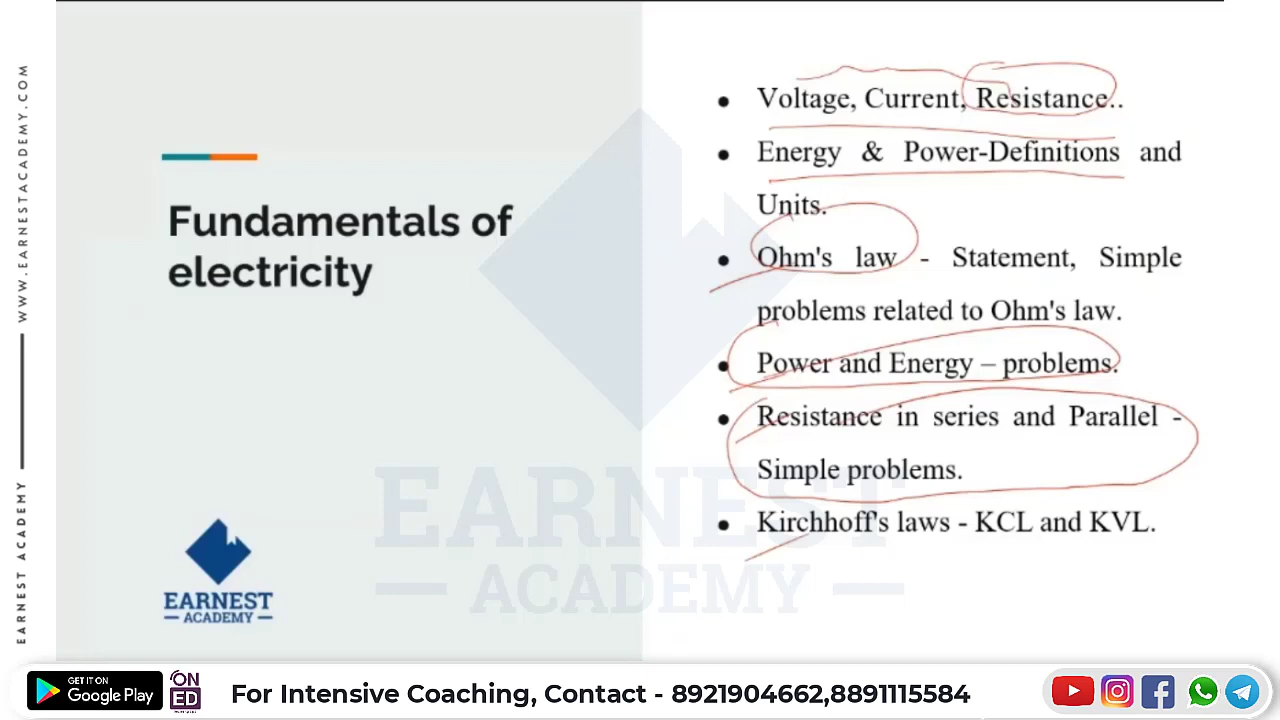 WWW.EARNESTACADEMY.COM
EARNEST ACADEMY
Fundamentals of
electricity
EARNEST
ACADEMY
• Voltage, Current, Resistance..
• Energy & Power-Definitions and
Units.
• Ohm's law - Statement, Simple
problems related to Ohm's law.
• Power and Energy – problems.
• Resistance in series and Parallel -
Simple problems.
• Kirchhoff's laws - KCL and KVL.
EARNEST
ACADEMY
GET IT ON
Google Play
ON
ED
For Intensive Coaching, Contact - 8921904662,8891115584